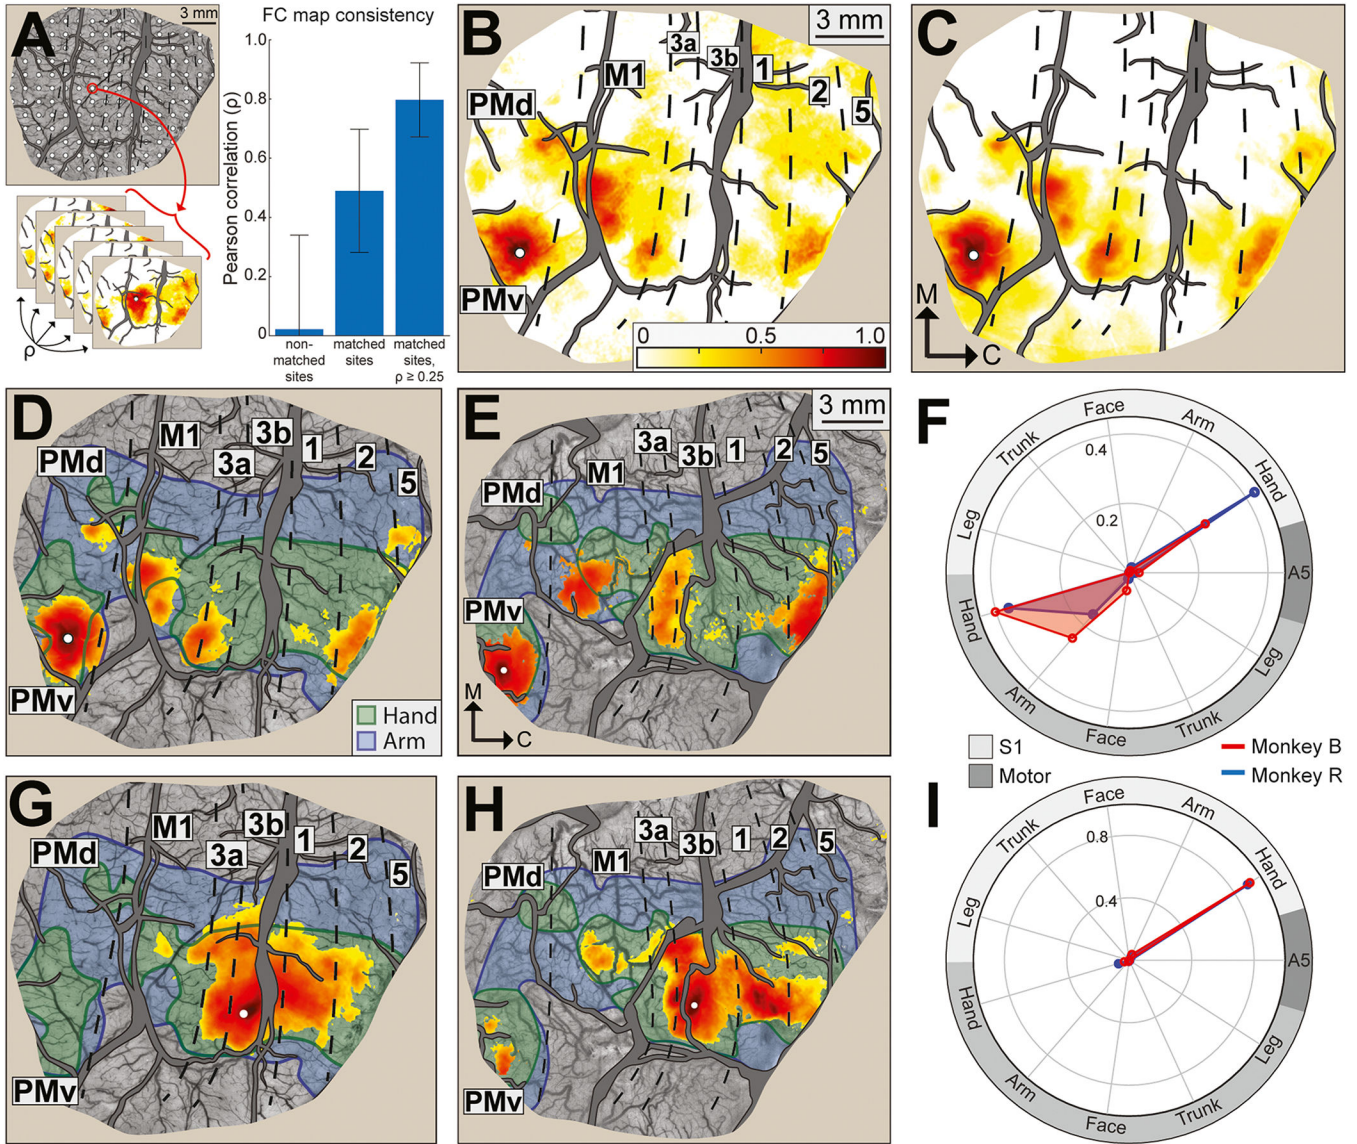 A
3 mm
ρ
FC map consistency
Pearson correlation (ρ)
1.0
0.8
0.6
0.4
0.2
0
non-
matched
sites
matched
sites
matched
sites,
ρ ≥ 0.25
B
3 mm
3a
3b
M1
1
2
5
PMd
PMv
0 0.5 1.0
C
M
C
D
M1
3b
3a
1
2
5
PMd
PMv
Hand
Arm
E
3 mm
3a
3b
1
2
5
M1
PMd
PMv
M
C
F
Face
Arm
Hand
A5
Leg
Trunk
Face
Arm
Hand
Leg
Trunk
0.4
0.2
S1
Motor
Monkey B
Monkey R
G
M1
3b
3a
1
2
5
PMd
PMv
H
3a
3b
1
2
5
M1
PMd
PMv
I
Face
Arm
Hand
A5
Leg
Trunk
Face
Arm
Hand
Leg
Trunk
0.8
0.4